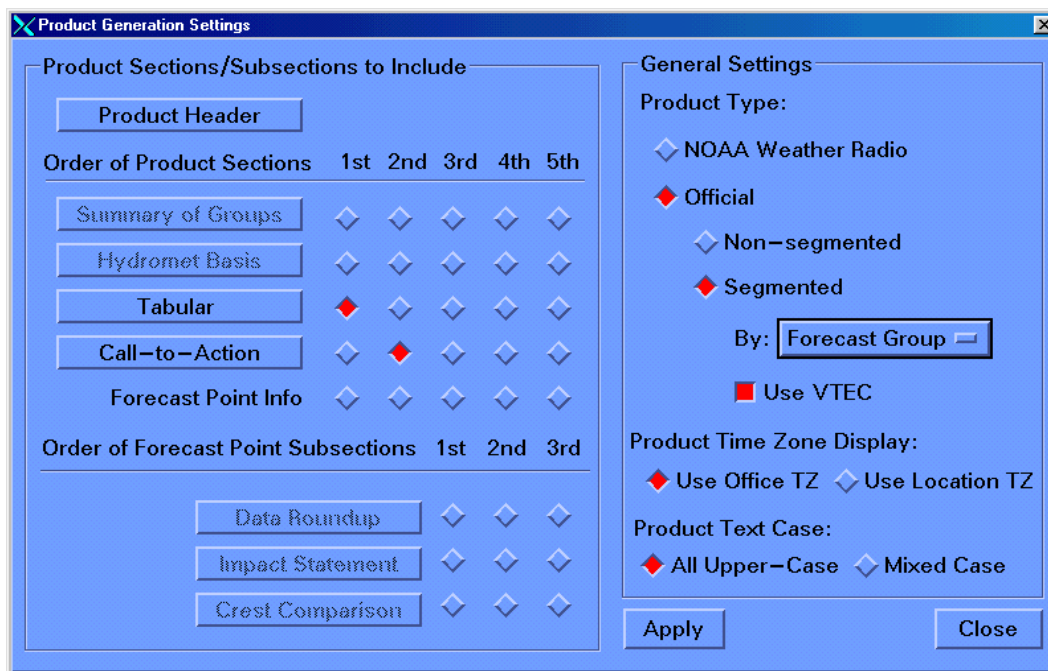 Product Generation Settings
Product Sections/Subsections to Include
Product Header
Order of Product Sections 1st 2nd 3rd 4th 5th
Summary of Groups
Hydromet Basis
Tabular
Call-to-Action
Forecast Point Info
Order of Forecast Point Subsections 1st 2nd 3rd
Data Roundup
Impact Statement
Crest Comparison
General Settings
Product Type:
NOAA Weather Radio
Official
Non-segmented
Segmented
By: Forecast Group
Use VTEC
Product Time Zone Display:
Use Office TZ Use Location TZ
Product Text Case:
All Upper-Case Mixed Case
Apply Close